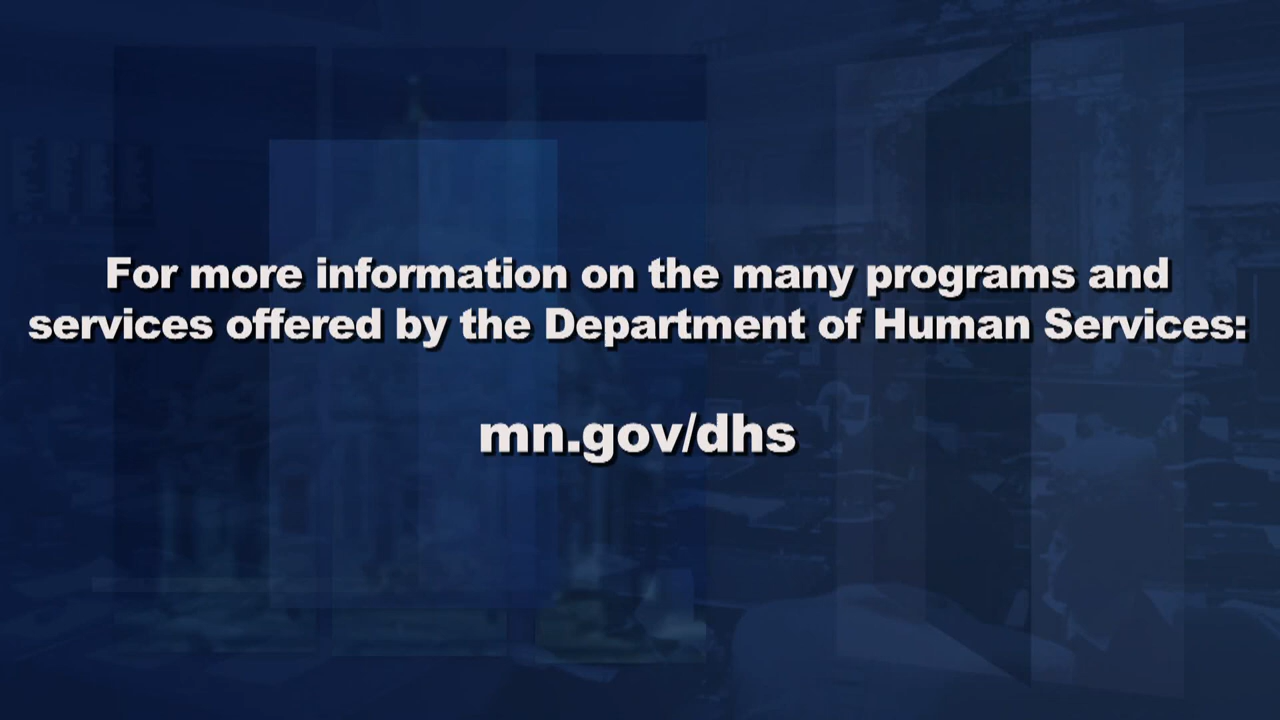 For more information on the many programs and
services offered by the Department of Human Services:
mn.gov/dhs